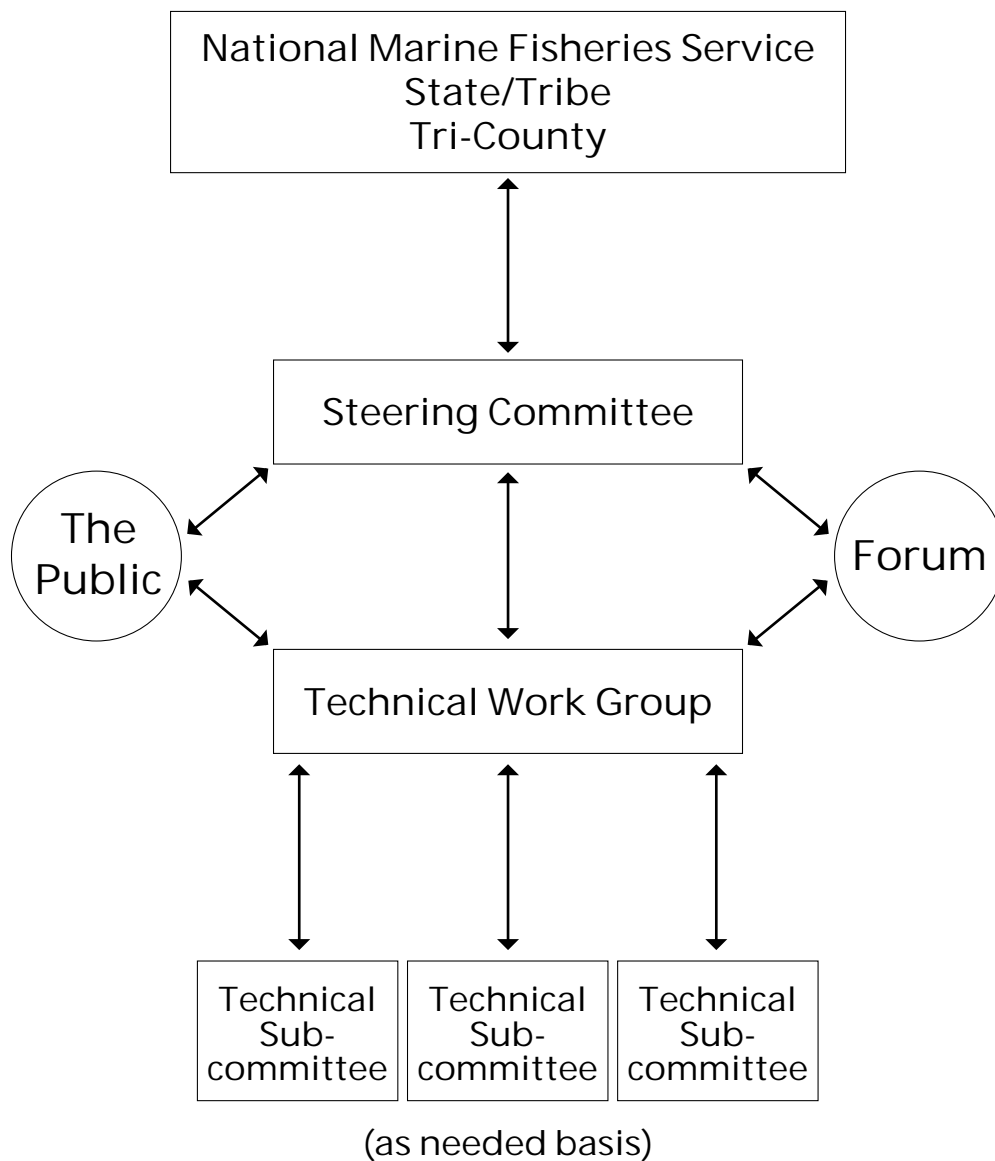 National Marine Fisheries Service
State/Tribe
Tri-County
Steering Committee
The
Public
Forum
Technical Work Group
Technical
Sub-
committee
Technical
Sub-
committee
Technical
Sub-
committee
(as needed basis)